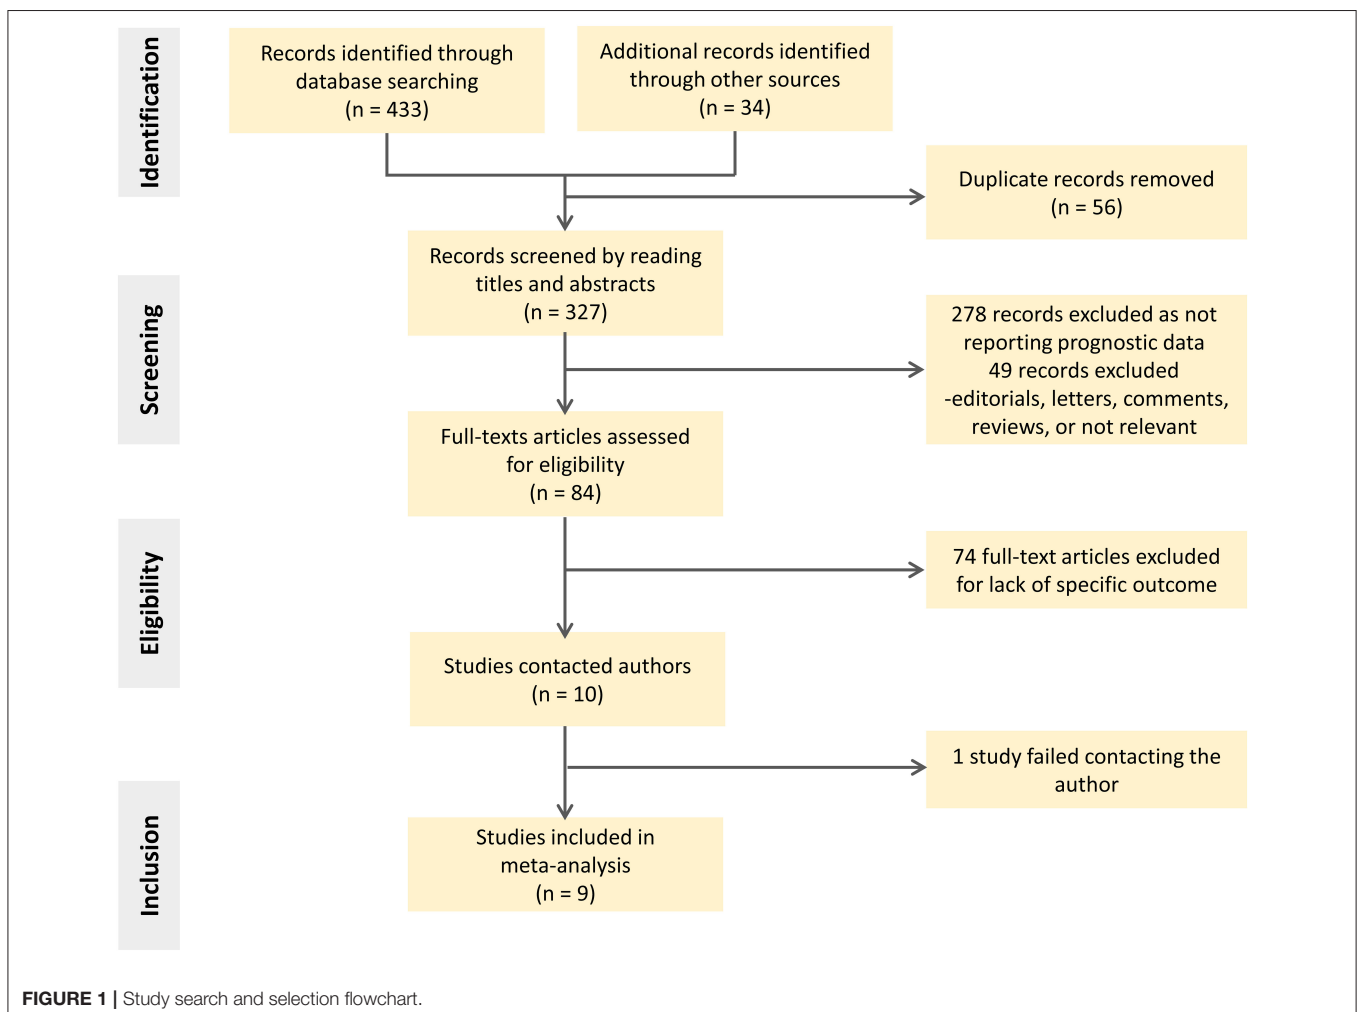 Identification
Records identified through
database searching
(n = 433)
Additional records identified
through other sources
(n = 34)
Duplicate records removed
(n = 56)
Screening
Records screened by reading
titles and abstracts
(n = 327)
278 records excluded as not
reporting prognostic data
49 records excluded
-editorials, letters, comments,
reviews, or not relevant
Full-texts articles assessed
for eligibility
(n = 84)
Eligibility
74 full-text articles excluded
for lack of specific outcome
Studies contacted authors
(n = 10)
1 study failed contacting the
author
Inclusion
Studies included in
meta-analysis
(n = 9)
FIGURE 1 | Study search and selection flowchart.